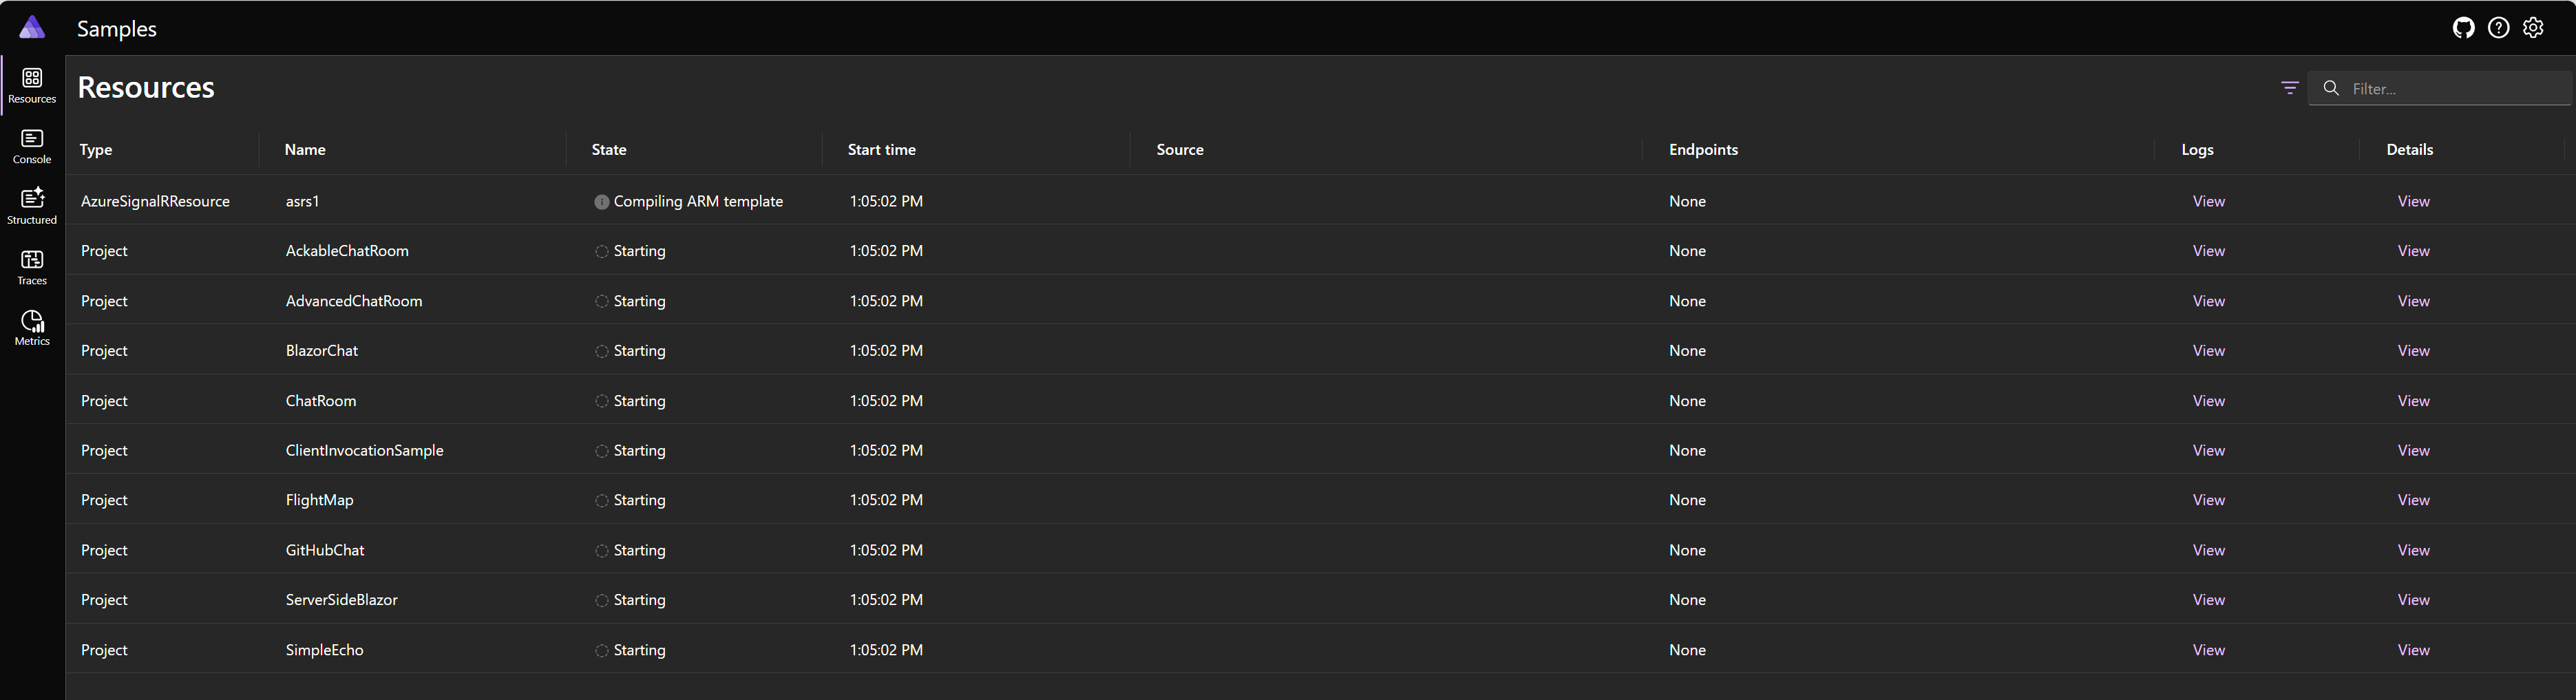 Samples
Resources
Console
Structured
Traces
Metrics
Resources
Filter...
Type Name State Start time Source Endpoints Logs Details
AzureSignalRResource asrs1 Compiling ARM template 1:05:02 PM None View View
Project AckableChatRoom Starting 1:05:02 PM None View View
Project AdvancedChatRoom Starting 1:05:02 PM None View View
Project BlazorChat Starting 1:05:02 PM None View View
Project ChatRoom Starting 1:05:02 PM None View View
Project ClientInvocationSample Starting 1:05:02 PM None View View
Project FlightMap Starting 1:05:02 PM None View View
Project GitHubChat Starting 1:05:02 PM None View View
Project ServerSideBlazor Starting 1:05:02 PM None View View
Project SimpleEcho Starting 1:05:02 PM None View View